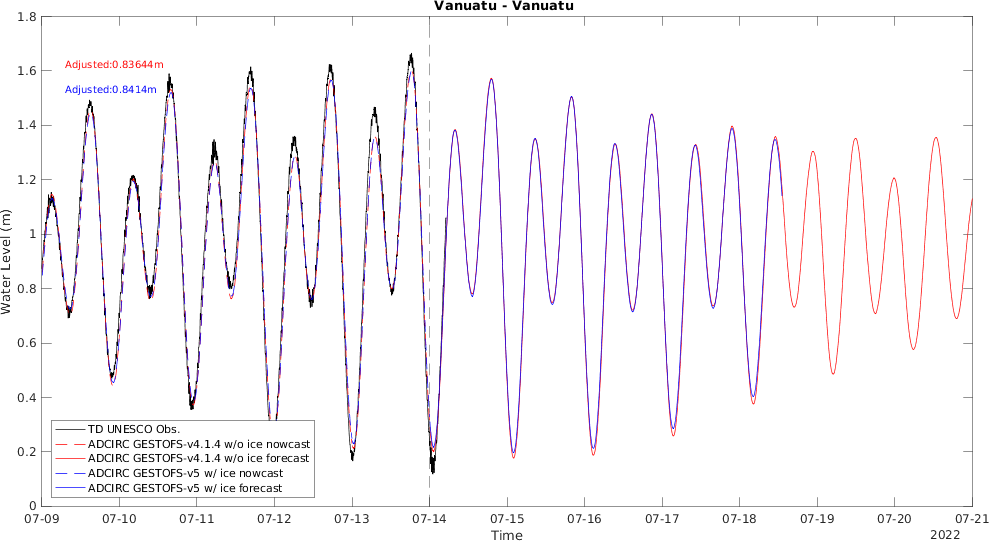 Vanuatu - Vanuatu
1.8
1.6
1.4
1.2
1
0.8
0.6
0.4
0.2
0
Water Level (m)
Adjusted:0.83644m
Adjusted:0.8414m
TD UNESCO Obs.
ADCIRC GESTOFS-v4.1.4 w/o ice nowcast
ADCIRC GESTOFS-v4.1.4 w/o ice forecast
ADCIRC GESTOFS-v5 w/ ice nowcast
ADCIRC GESTOFS-v5 w/ ice forecast
07-09 07-10 07-11 07-12 07-13 07-14 07-15 07-16 07-17 07-18 07-19 07-20 07-21
Time
2022